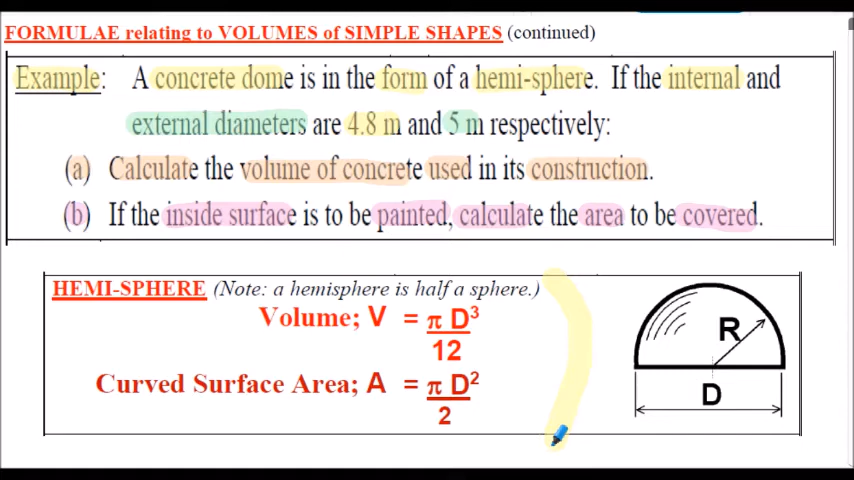 FORMULAE relating to VOLUMES of SIMPLE SHAPES (continued)
Example: A concrete dome is in the form of a hemi-sphere. If the internal and
external diameters are 4.8 m and 5 m respectively:
(a) Calculate the volume of concrete used in its construction.
(b) If the inside surface is to be painted, calculate the area to be covered.
HEMI-SPHERE (Note: a hemisphere is half a sphere.)
Volume; V = π D³
12
Curved Surface Area; A = π D²
2
R
D